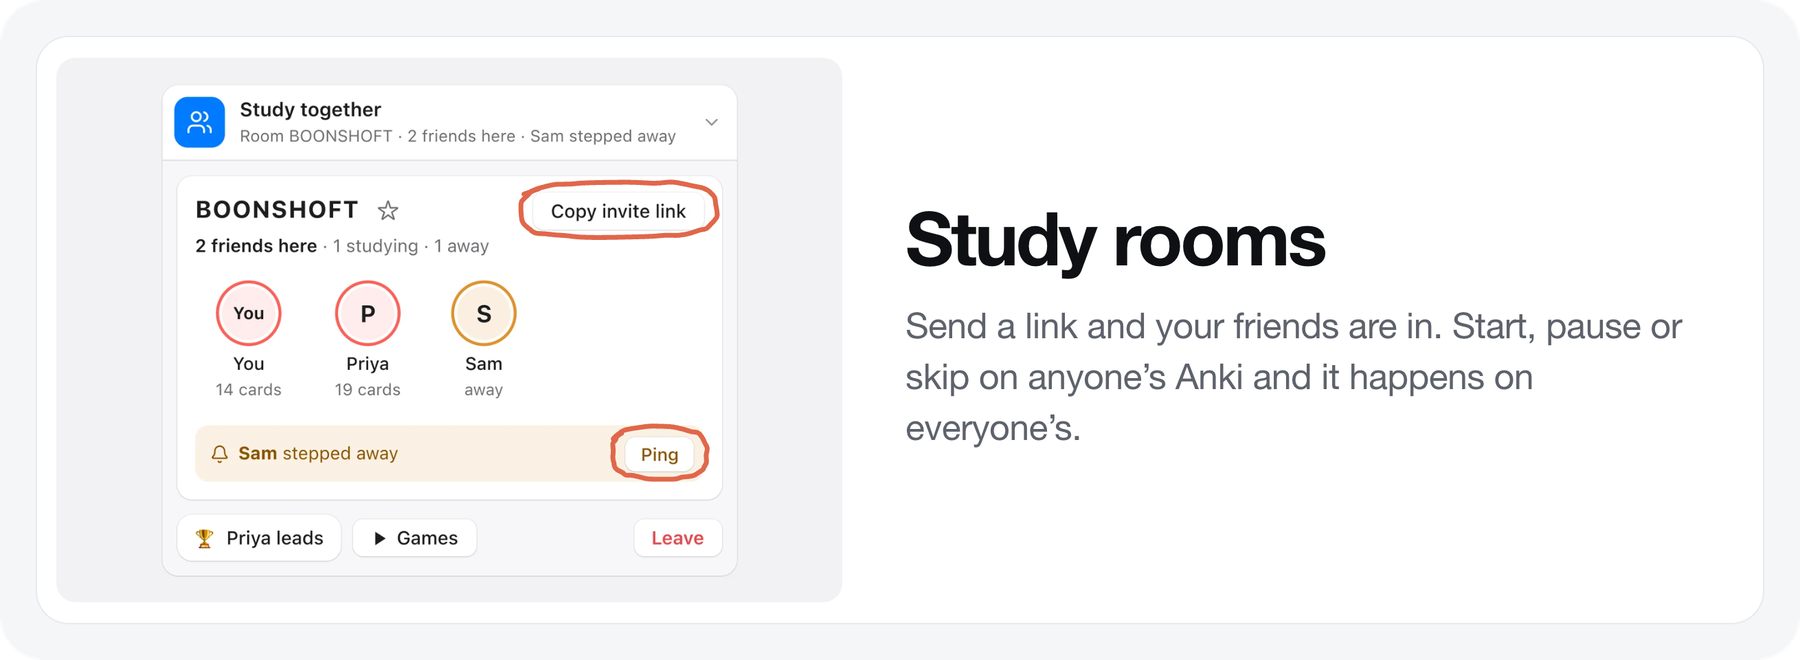 Study together
Room BOONSHOFT · 2 friends here · Sam stepped away
BOONSHOFT
Copy invite link
2 friends here · 1 studying · 1 away
You P S
You Priya Sam
14 cards 19 cards away
Sam stepped away
Ping
Priya leads
Games
Leave
Study rooms
Send a link and your friends are in. Start, pause or
skip on anyone’s Anki and it happens on
everyone’s.